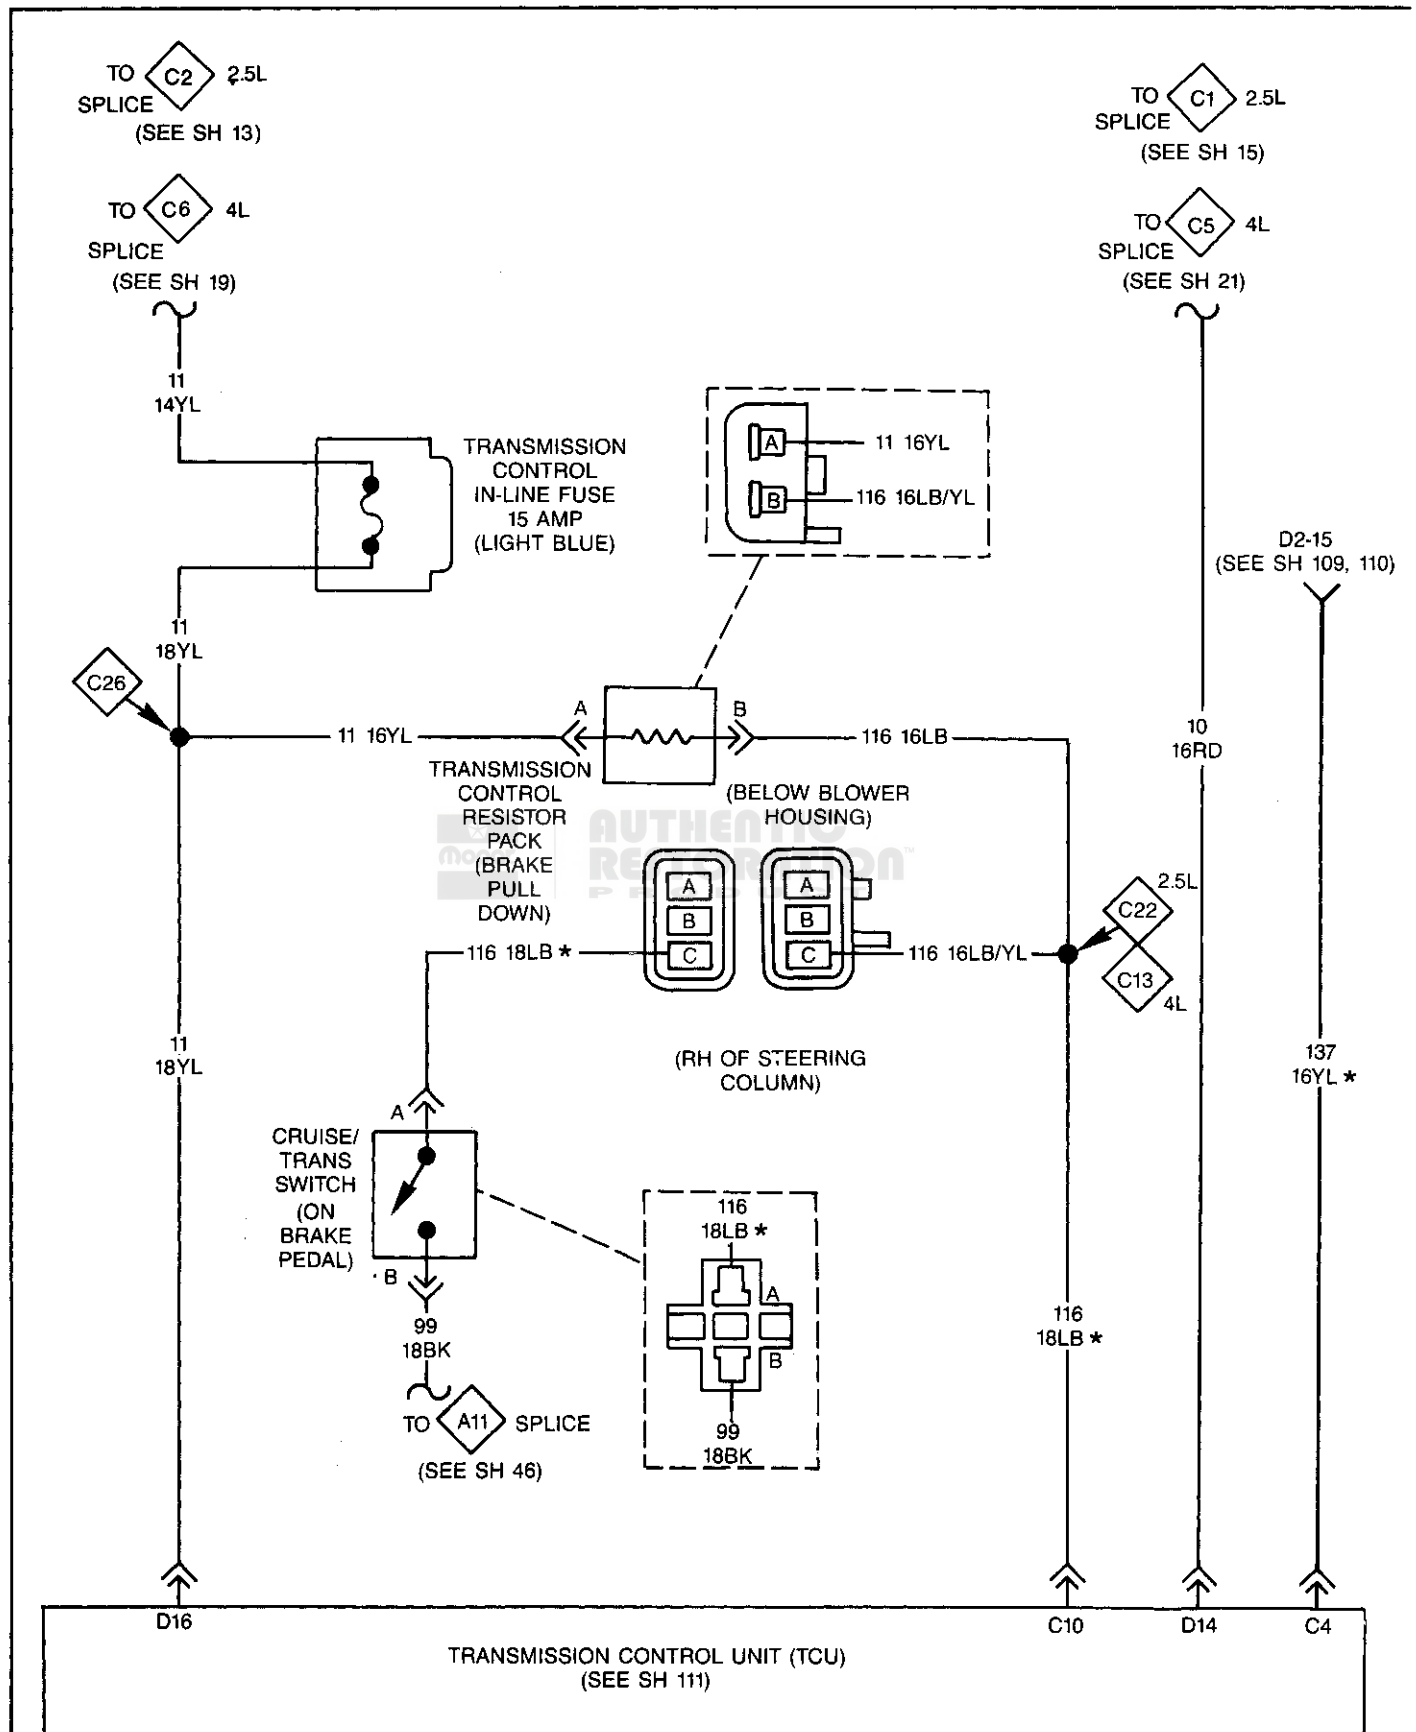 TO C2 2.5L
SPLICE
(SEE SH 13)
TO C6 4L
SPLICE
(SEE SH 19)
TO C1 2.5L
SPLICE
(SEE SH 15)
TO C5 4L
SPLICE
(SEE SH 21)
11
14YL
TRANSMISSION
CONTROL
IN-LINE FUSE
15 AMP
(LIGHT BLUE)
A 11 16YL
B 116 16LB/YL
D2-15
(SEE SH 109, 110)
11
18YL
C26
11 16YL
A
B
116 16LB
10
16RD
TRANSMISSION
CONTROL
RESISTOR
PACK
(BRAKE
PULL
DOWN)
(BELOW BLOWER
HOUSING)
Mopar
AUTHENTIC
RESTORATION™
PRODUCT
A
B
C
A
B
C
116 18LB *
116 16LB/YL
2.5L
C22
C13
4L
(RH OF STEERING
COLUMN)
11
18YL
137
16YL *
A
CRUISE/
TRANS
SWITCH
(ON
BRAKE
PEDAL)
B
99
18BK
TO A11 SPLICE
(SEE SH 46)
116
18LB *
A
B
99
18BK
116
18LB *
D16
C10
D14
C4
TRANSMISSION CONTROL UNIT (TCU)
(SEE SH 111)